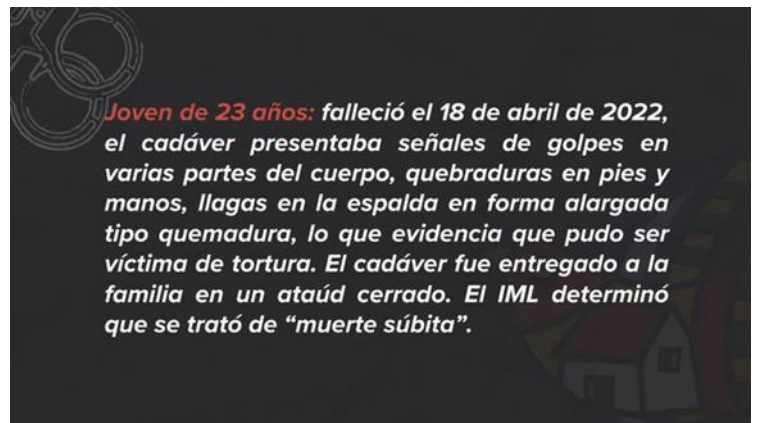 Joven de 23 años: falleció el 18 de abril de 2022,
el cadáver presentaba señales de golpes en
varias partes del cuerpo, quebraduras en pies y
manos, llagas en la espalda en forma alargada
tipo quemadura, lo que evidencia que pudo ser
víctima de tortura. El cadáver fue entregado a la
familia en un ataúd cerrado. El IML determinó
que se trató de “muerte súbita”.